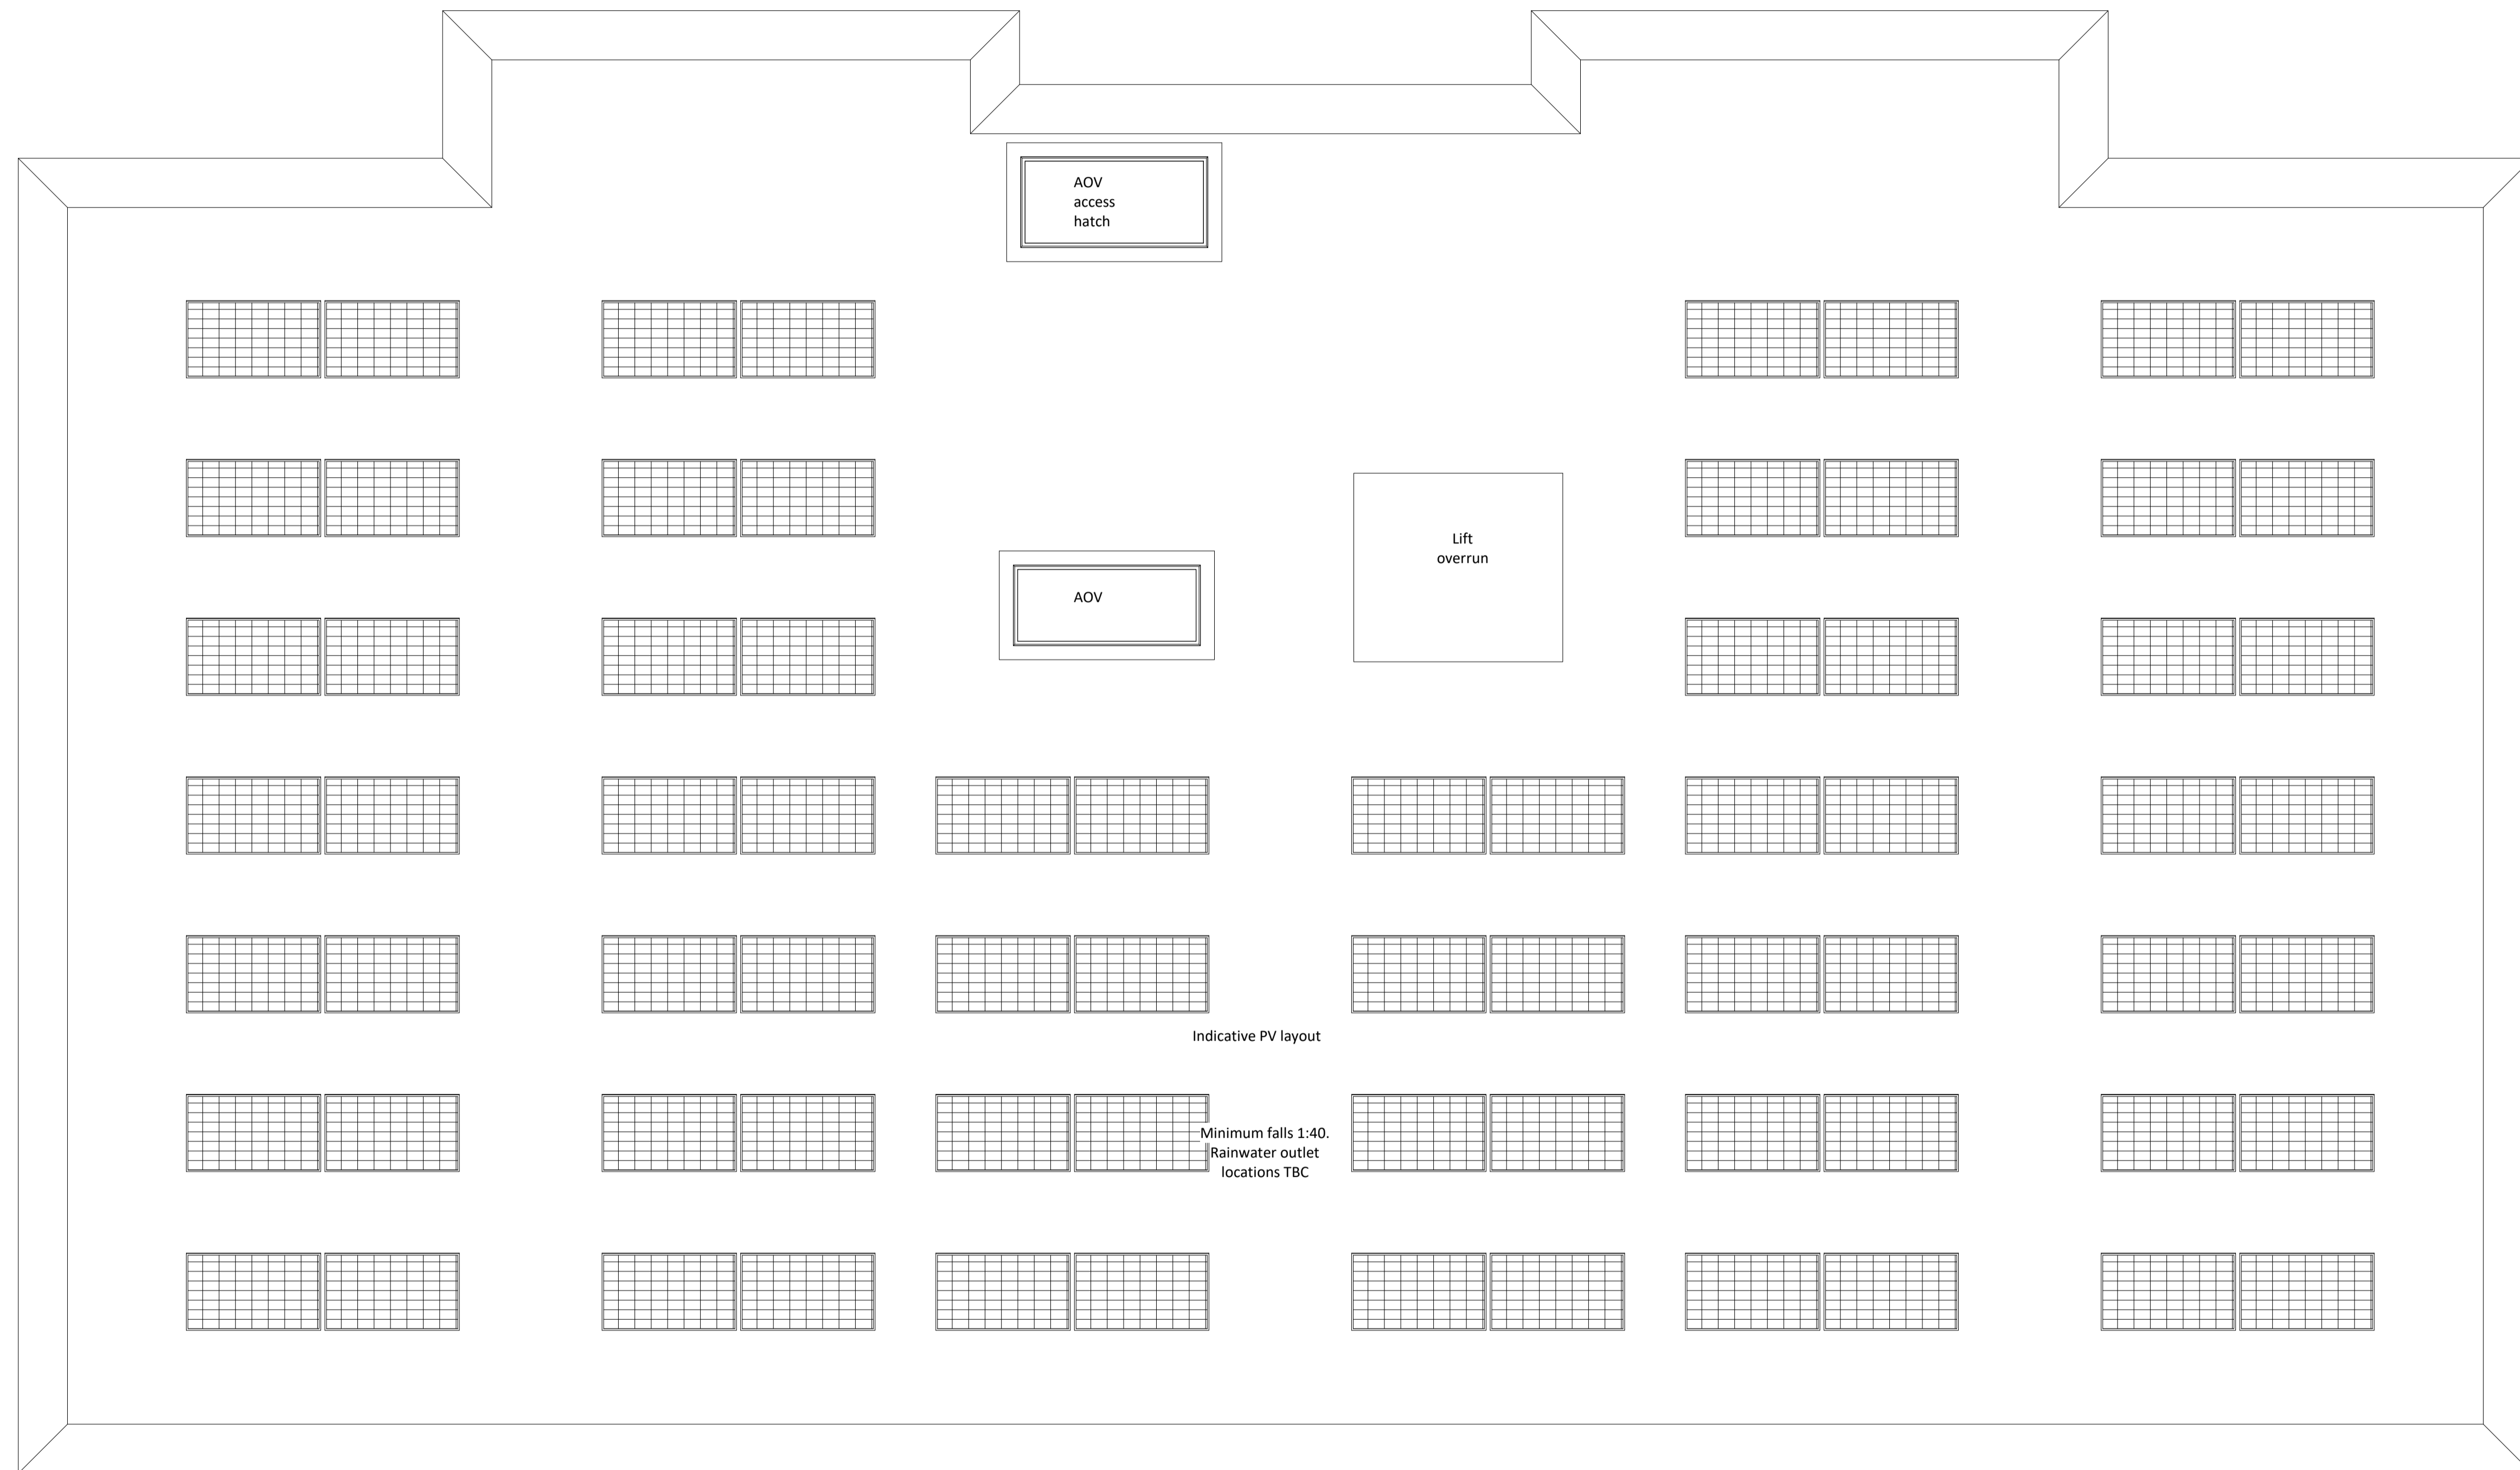 AOV
access
hatch
Lift
overrun
AOV
Indicative PV layout
Minimum falls 1:40.
Rainwater outlet
locations TBC